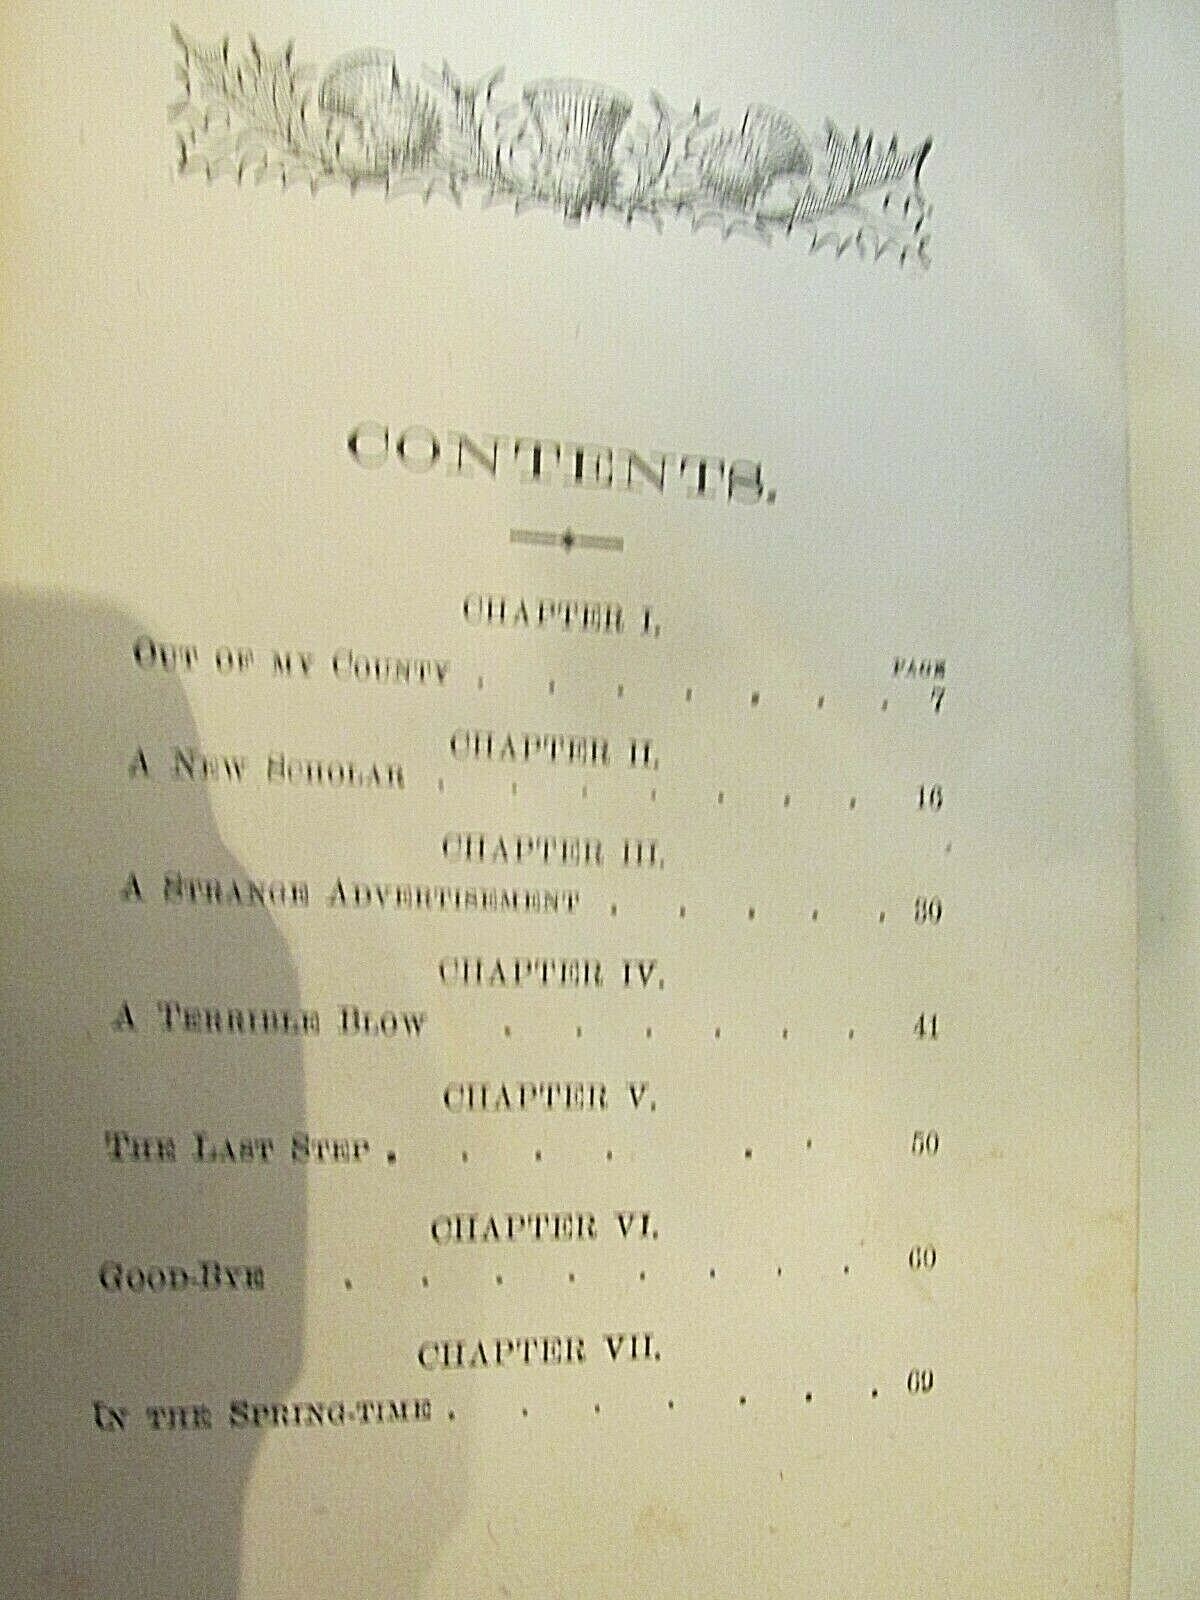 CONTENTS.
CHAPTER I.
PAGE
OUT OF MY COUNTY . . . . . . . 7
CHAPTER II.
A NEW SCHOLAR . . . . . . . 16
CHAPTER III.
A STRANGE ADVERTISEMENT . . . . . 30
CHAPTER IV.
A TERRIBLE BLOW . . . . . . 41
CHAPTER V.
THE LAST STEP . . . . . . 50
CHAPTER VI.
GOOD-BYE . . . . . . . . 60
CHAPTER VII.
IN THE SPRING-TIME . . . . . . . 69